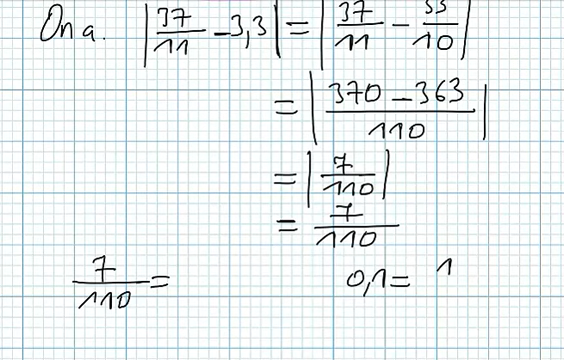 On a. |37/11 - 3,3| = |37/11 - 33/10|
= |370 - 363 / 110|
= |7/110|
= 7/110
7/110 = 0,1 = 1